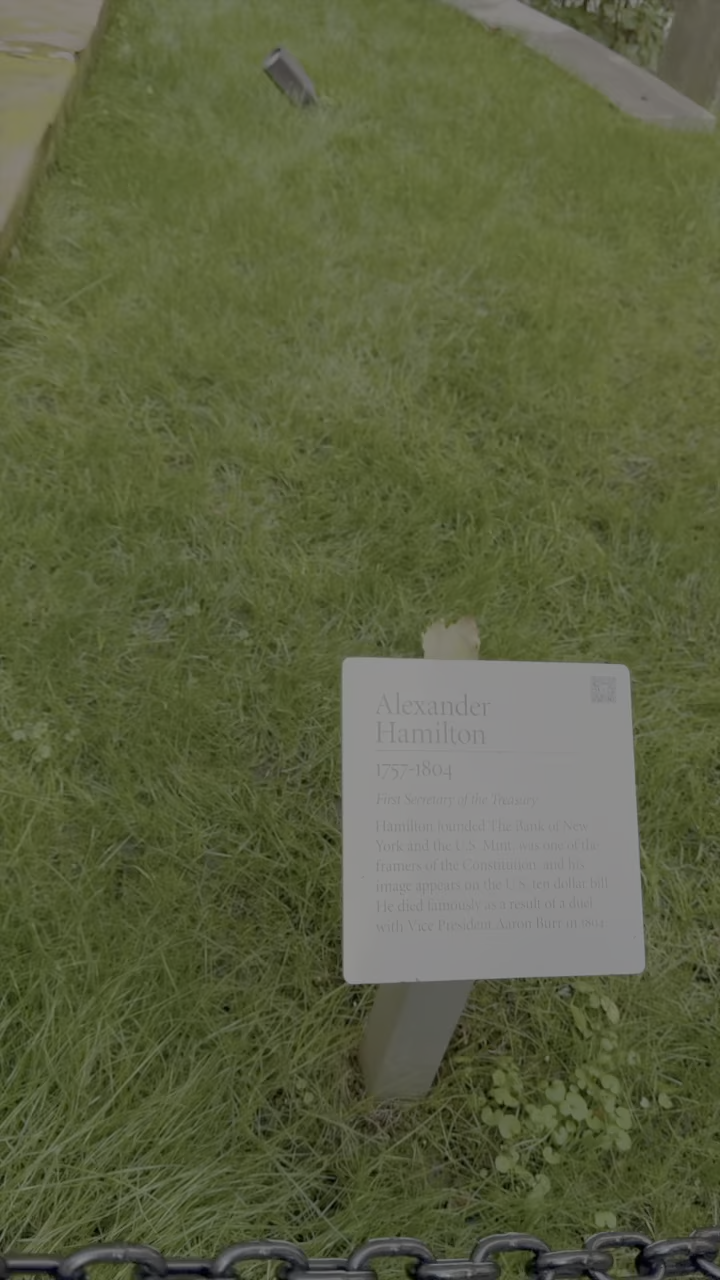 Alexander
Hamilton
1757-1804
First Secretary of the Treasury
Hamilton founded The Bank of New
York and the U.S. Mint, was one of the
framers of the Constitution, and his
image appears on the U.S. ten dollar bill.
He died famously as a result of a duel
with Vice President Aaron Burr in 1804.